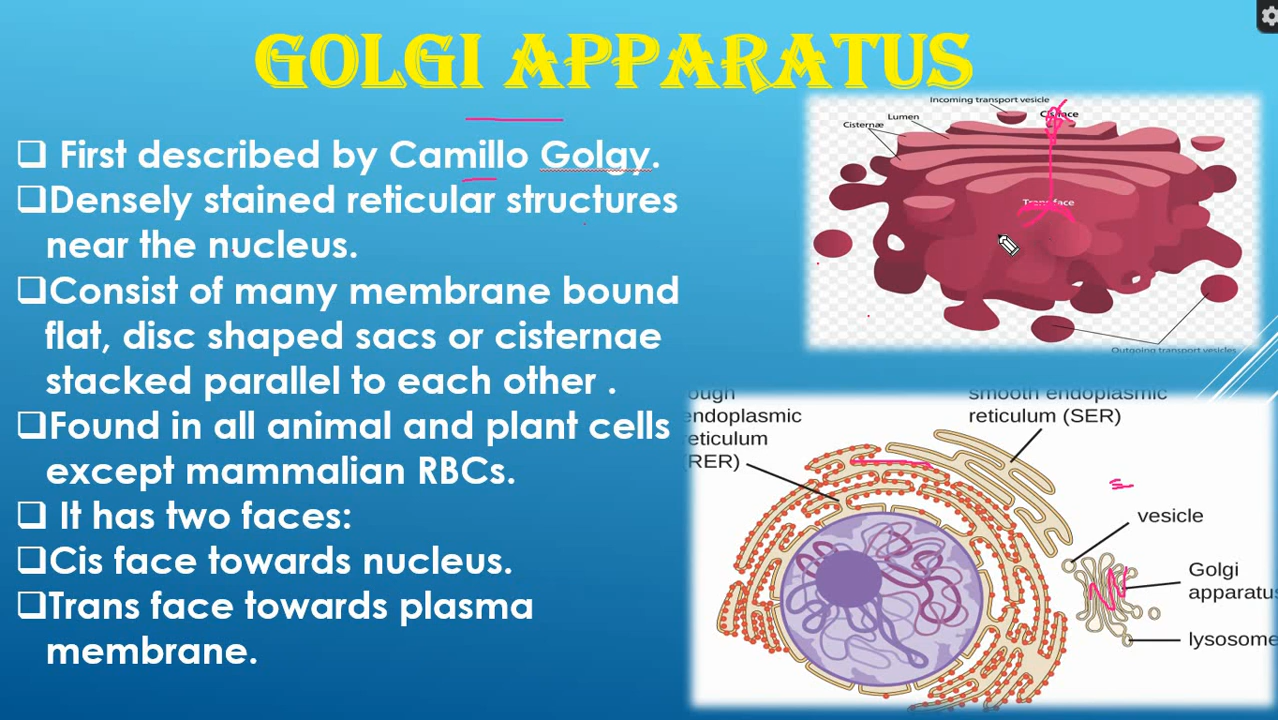 GOLGI APPARATUS
❑ First described by Camillo Golgy.
❑Densely stained reticular structures
near the nucleus.
❑Consist of many membrane bound
flat, disc shaped sacs or cisternae
stacked parallel to each other .
❑Found in all animal and plant cells
except mammalian RBCs.
❑ It has two faces:
❑Cis face towards nucleus.
❑Trans face towards plasma
membrane.
Incoming transport vesicle
Cis face
Lumen
Cisternæ
Trans face
Outgoing transport vesicles
ough
endoplasmic
reticulum
(RER)
smooth endoplasmic
reticulum (SER)
vesicle
Golgi
apparatus
lysosome